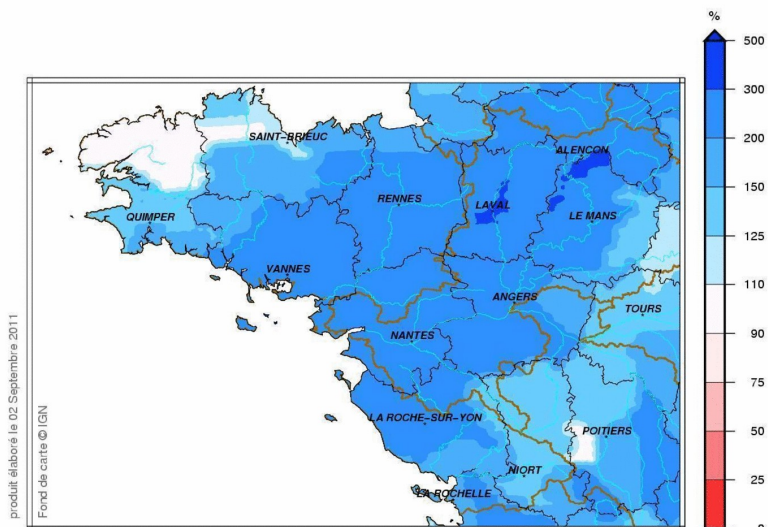 %
500
300
200
150
125
110
90
75
50
25
SAINT-BRIEUC
ALENCON
RENNES
LAVAL
LE MANS
QUIMPER
VANNES
ANGERS
TOURS
NANTES
LA ROCHE-SUR-YON
POITIERS
NIORT
LA ROCHELLE
produit élaboré le 02 Septembre 2011
Fond de carte © IGN